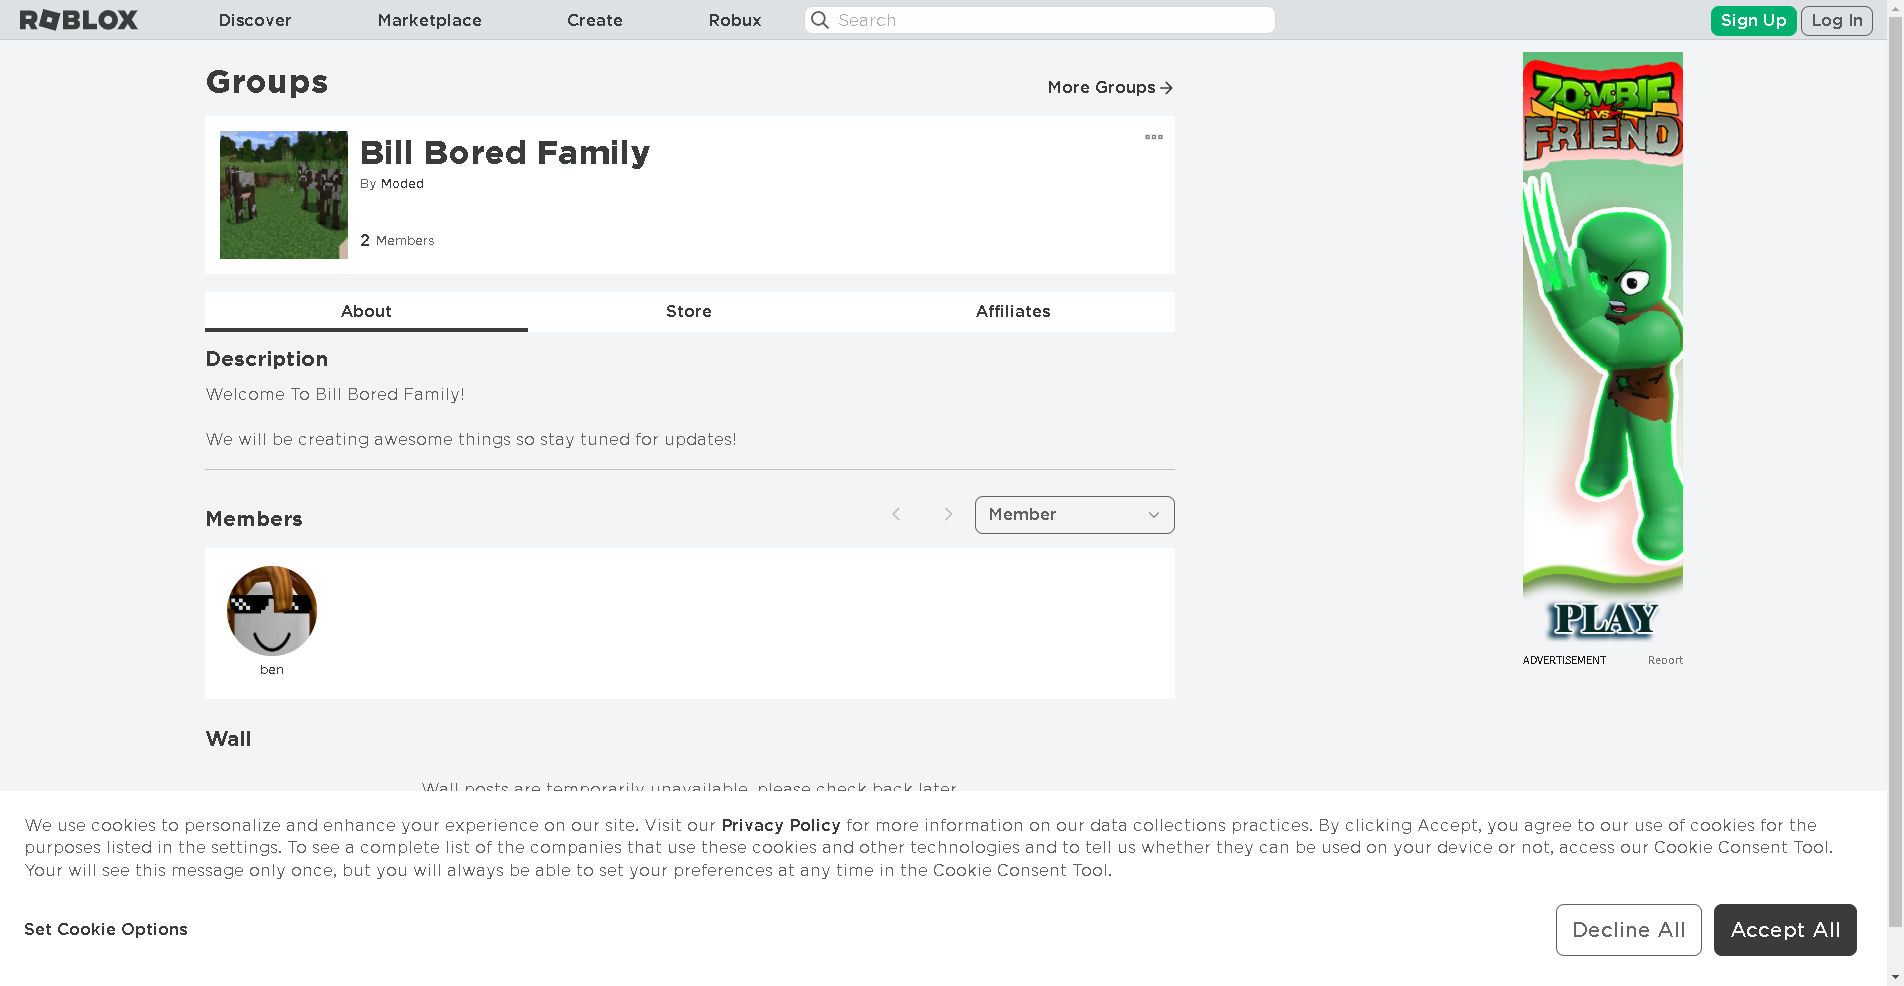 ROBLOX Discover Marketplace Create Robux Search Sign Up Log In
Groups
More Groups
Bill Bored Family
By Moded
2 Members
About Store Affiliates
Description
Welcome To Bill Bored Family!
We will be creating awesome things so stay tuned for updates!
Members
Member
ben
Wall
Wall posts are temporarily unavailable, please check back later.
ZOMBIE
VS
FRIEND
PLAY
ADVERTISEMENT Report
We use cookies to personalize and enhance your experience on our site. Visit our Privacy Policy for more information on our data collections practices. By clicking Accept, you agree to our use of cookies for the
purposes listed in the settings. To see a complete list of the companies that use these cookies and other technologies and to tell us whether they can be used on your device or not, access our Cookie Consent Tool.
Your will see this message only once, but you will always be able to set your preferences at any time in the Cookie Consent Tool.
Set Cookie Options
Decline All
Accept All